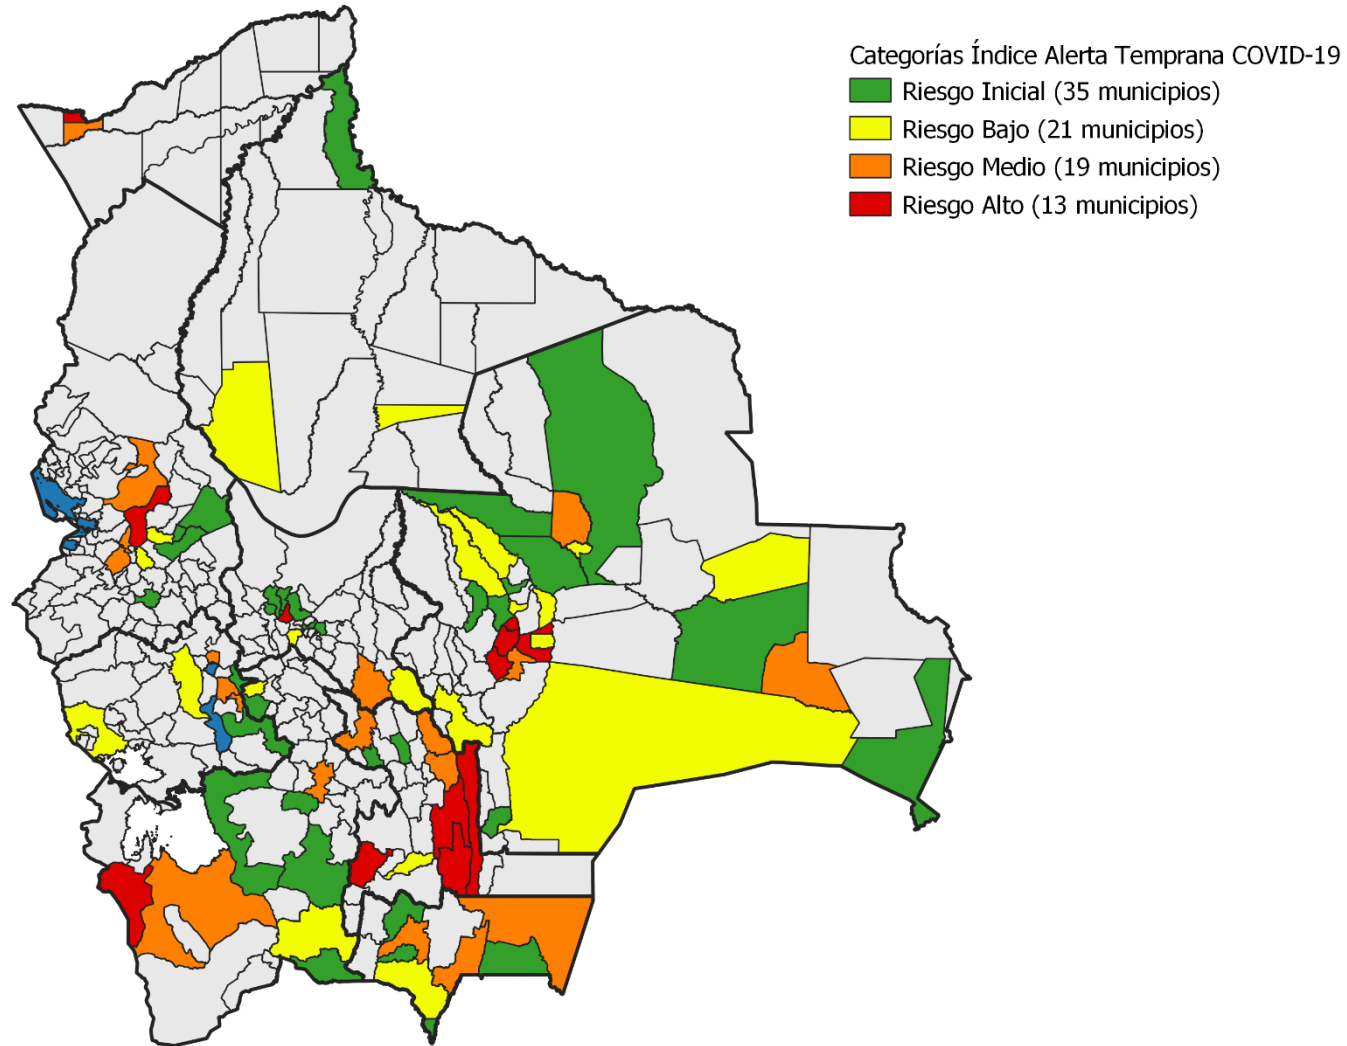 Categorías Índice Alerta Temprana COVID-19
Riesgo Inicial (35 municipios)
Riesgo Bajo (21 municipios)
Riesgo Medio (19 municipios)
Riesgo Alto (13 municipios)